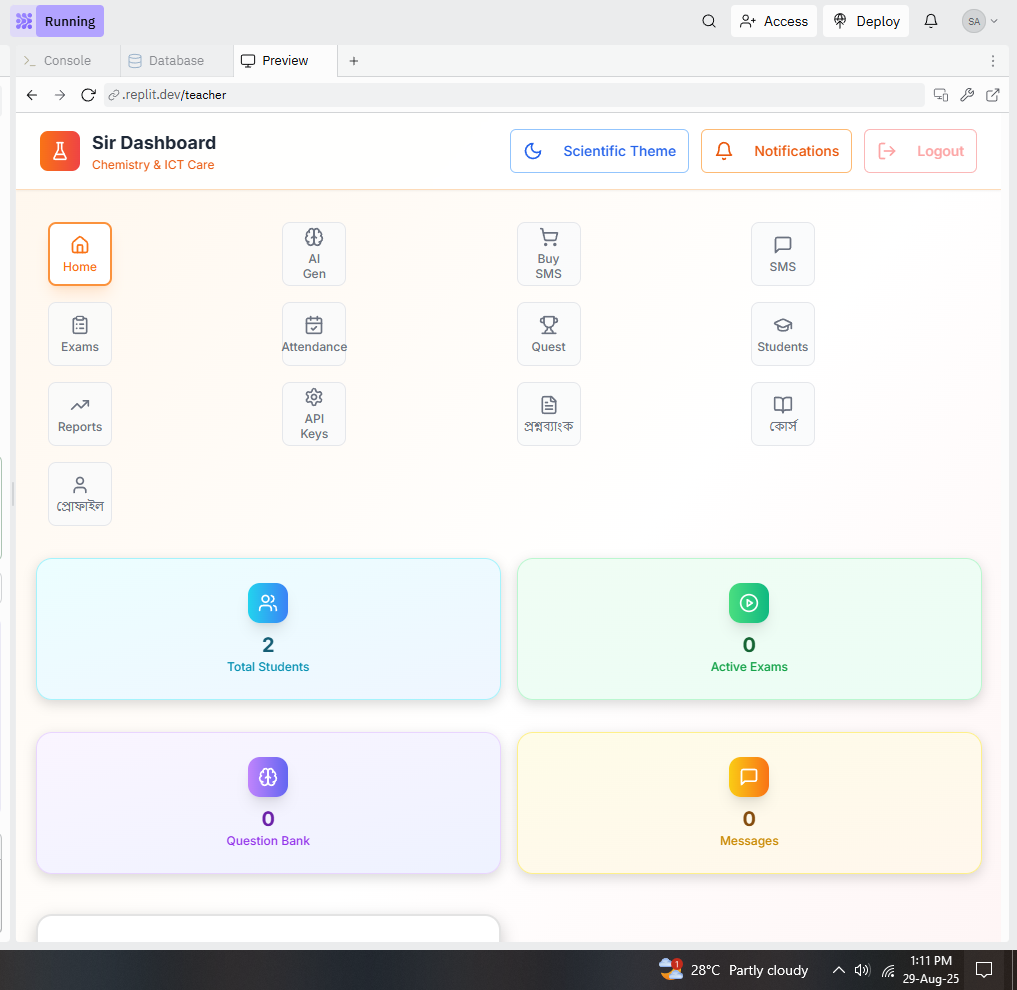 Running
Access
Deploy
SA
Console
Database
Preview
.replit.dev/teacher
Sir Dashboard
Chemistry & ICT Care
Scientific Theme
Notifications
Logout
Home
AI
Gen
Buy
SMS
SMS
Exams
Attendance
Quest
Students
Reports
API
Keys
প্রশ্নব্যাংক
কোর্স
প্রোফাইল
2
Total Students
0
Active Exams
0
Question Bank
0
Messages
1
28°C Partly cloudy
1:11 PM
29-Aug-25